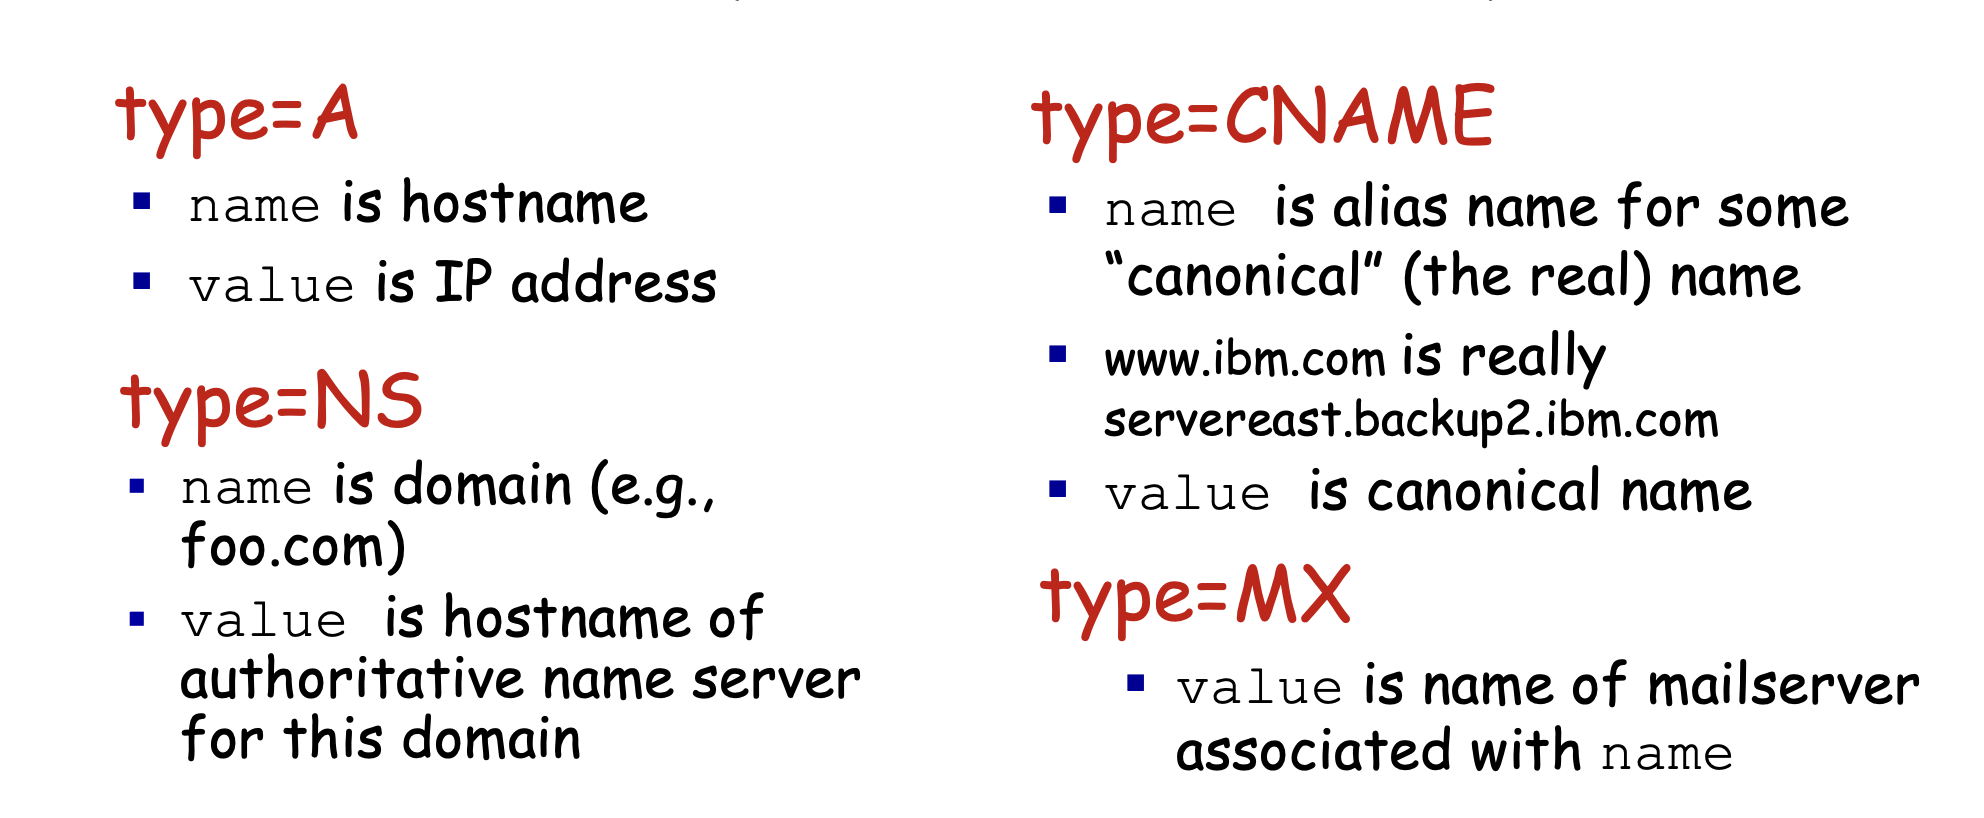 type=A
name is hostname
value is IP address
type=NS
name is domain (e.g.,
foo.com)
value is hostname of
authoritative name server
for this domain
type=CNAME
name is alias name for some
“canonical” (the real) name
www.ibm.com is really
servereast.backup2.ibm.com
value is canonical name
type=MX
value is name of mailserver
associated with name